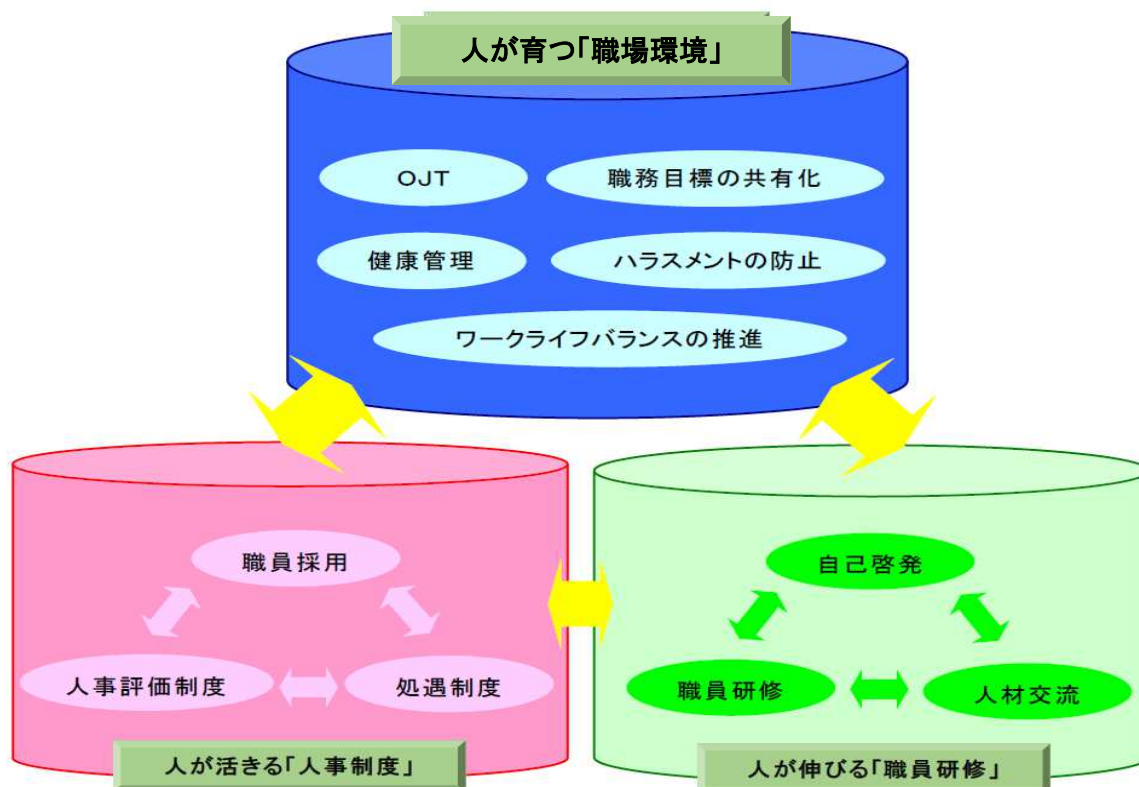 人が育つ「職場環境」
OJT
職務目標の共有化
健康管理
ハラスメントの防止
ワークライフバランスの推進
職員採用
人事評価制度
処遇制度
人が活きる「人事制度」
自己啓発
職員研修
人材交流
人が伸びる「職員研修」